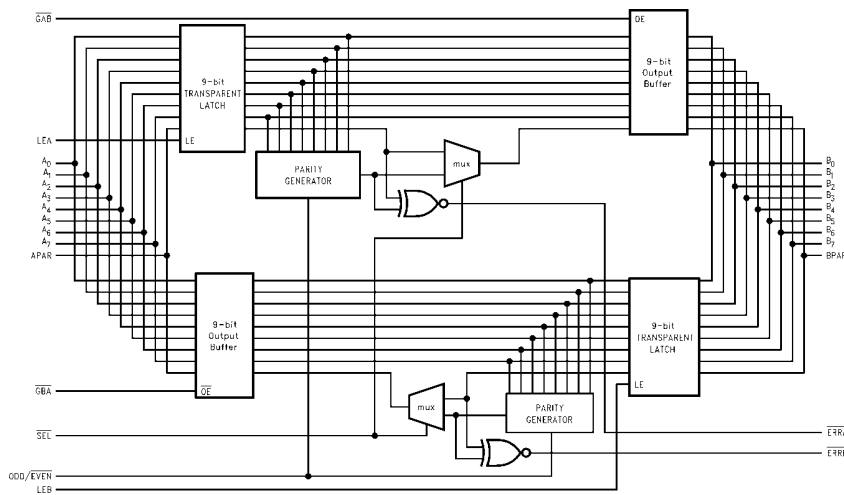 GAB
OE
9-bit
TRANSPARENT
LATCH
9-bit
Output
Buffer
LEA
LE
A0
A1
A2
A3
A4
A5
A6
A7
APAR
PARITY
GENERATOR
mux
B0
B1
B2
B3
B4
B5
B6
B7
BPAR
9-bit
Output
Buffer
9-bit
TRANSPARENT
LATCH
GBA
OE
LE
mux
PARITY
GENERATOR
SEL
ERRA
ERRB
ODD/EVEN
LEB